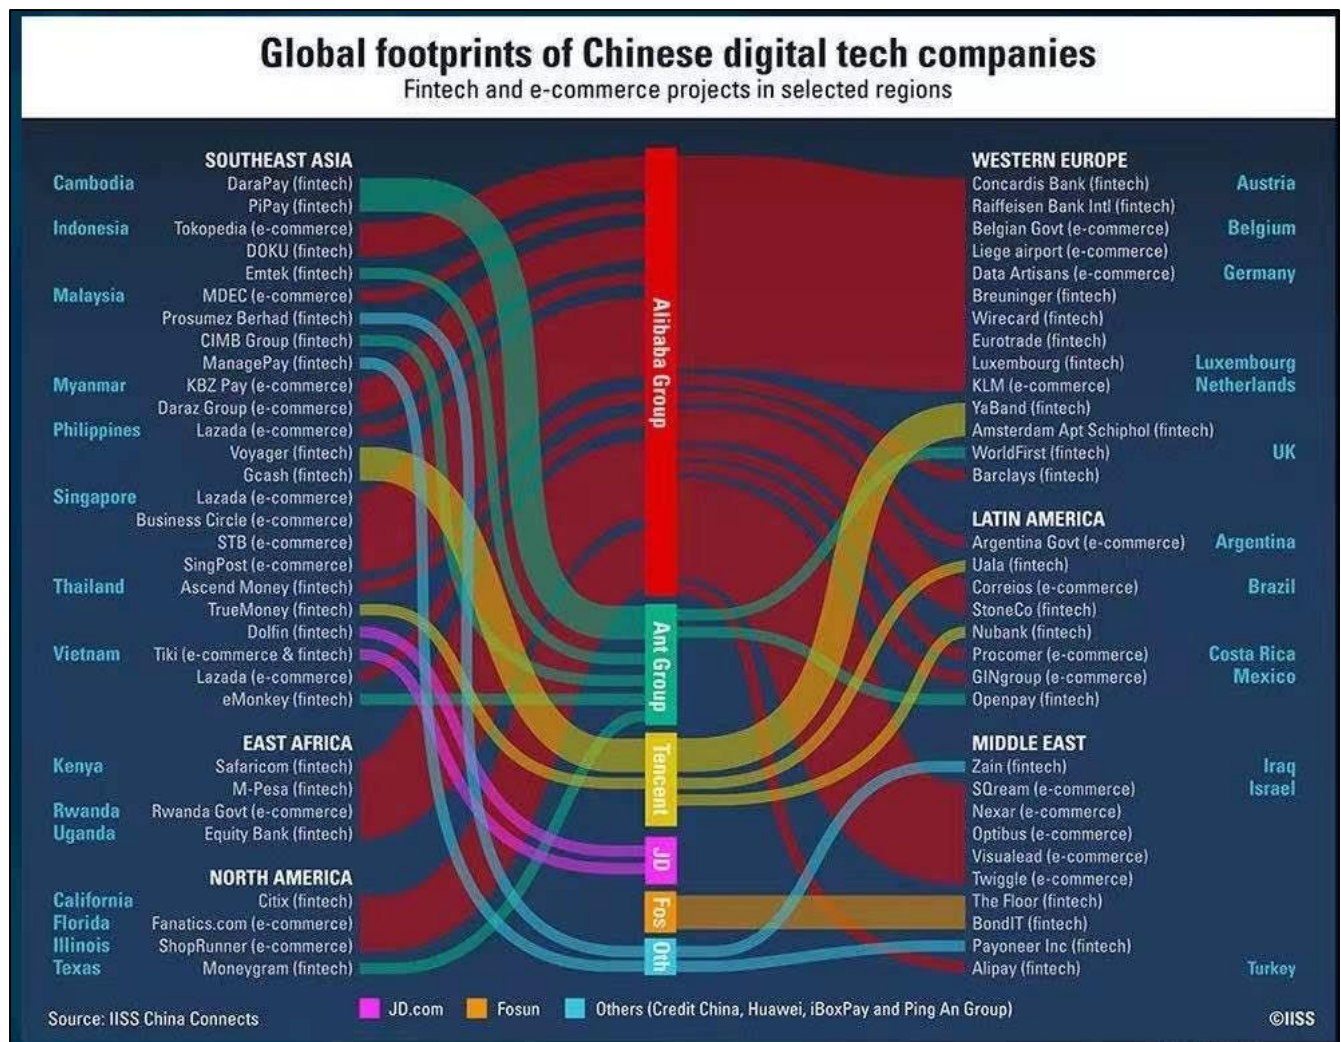 Global footprints of Chinese digital tech companies
Fintech and e-commerce projects in selected regions
SOUTHEAST ASIA
Cambodia DaraPay (fintech)
PiPay (fintech)
Indonesia Tokopedia (e-commerce)
DOKU (fintech)
Emtek (fintech)
Malaysia MDEC (e-commerce)
Prosumez Berhad (fintech)
CIMB Group (fintech)
ManagePay (fintech)
Myanmar KBZ Pay (e-commerce)
Daraz Group (e-commerce)
Philippines Lazada (e-commerce)
Voyager (fintech)
Gcash (fintech)
Singapore Lazada (e-commerce)
Business Circle (e-commerce)
STB (e-commerce)
SingPost (e-commerce)
Thailand Ascend Money (fintech)
TrueMoney (fintech)
Dolfin (fintech)
Vietnam Tiki (e-commerce & fintech)
Lazada (e-commerce)
eMonkey (fintech)
EAST AFRICA
Kenya Safaricom (fintech)
M-Pesa (fintech)
Rwanda Rwanda Govt (e-commerce)
Uganda Equity Bank (fintech)
NORTH AMERICA
California Citix (fintech)
Florida Fanatics.com (e-commerce)
Illinois ShopRunner (e-commerce)
Texas Moneygram (fintech)
Alibaba Group
Ant Group
Tencent
JD
Fos
Oth
WESTERN EUROPE
Concardis Bank (fintech) Austria
Raiffeisen Bank Intl (fintech)
Belgian Govt (e-commerce) Belgium
Liege airport (e-commerce)
Data Artisans (e-commerce) Germany
Breuninger (fintech)
Wirecard (fintech)
Eurotrade (fintech)
Luxembourg (fintech) Luxembourg
KLM (e-commerce) Netherlands
YaBand (fintech)
Amsterdam Apt Schiphol (fintech)
WorldFirst (fintech) UK
Barclays (fintech)
LATIN AMERICA
Argentina Govt (e-commerce) Argentina
Uala (fintech)
Correios (e-commerce) Brazil
StoneCo (fintech)
Nubank (fintech)
Procomer (e-commerce) Costa Rica
GINgroup (e-commerce) Mexico
Openpay (fintech)
MIDDLE EAST
Zain (fintech) Iraq
SQream (e-commerce) Israel
Nexar (e-commerce)
Optibus (e-commerce)
Visualead (e-commerce)
Twiggle (e-commerce)
The Floor (fintech)
BondIT (fintech)
Payoneer Inc (fintech)
Alipay (fintech) Turkey
JD.com Fosun Others (Credit China, Huawei, iBoxPay and Ping An Group)
Source: IISS China Connects
©IISS